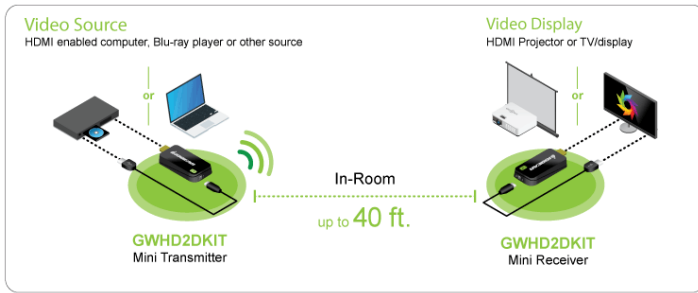 Video Source
HDMI enabled computer, Blu-ray player or other source
or
Video Display
HDMI Projector or TV/display
or
In-Room
up to 40 ft.
GWHD2DKIT
Mini Transmitter
GWHD2DKIT
Mini Receiver